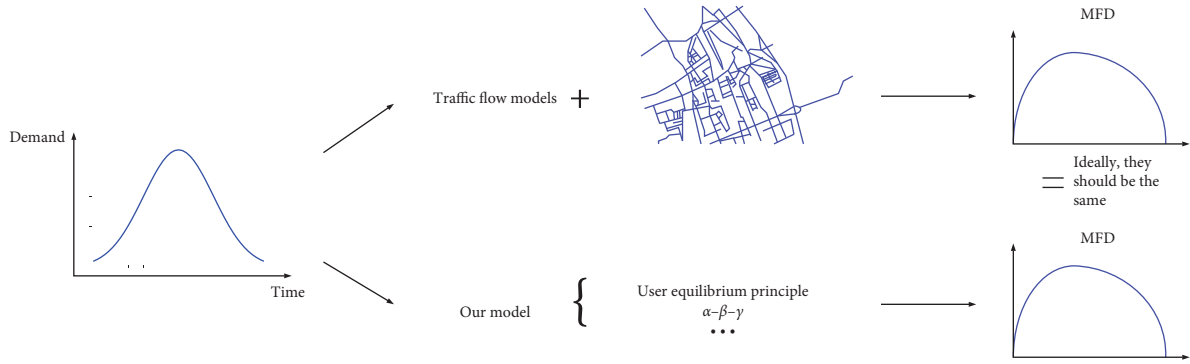 Demand
Time
Traffic flow models +
MFD
Ideally, they
should be the
same
=
Our model {
User equilibrium principle
α–β–γ
•••
MFD